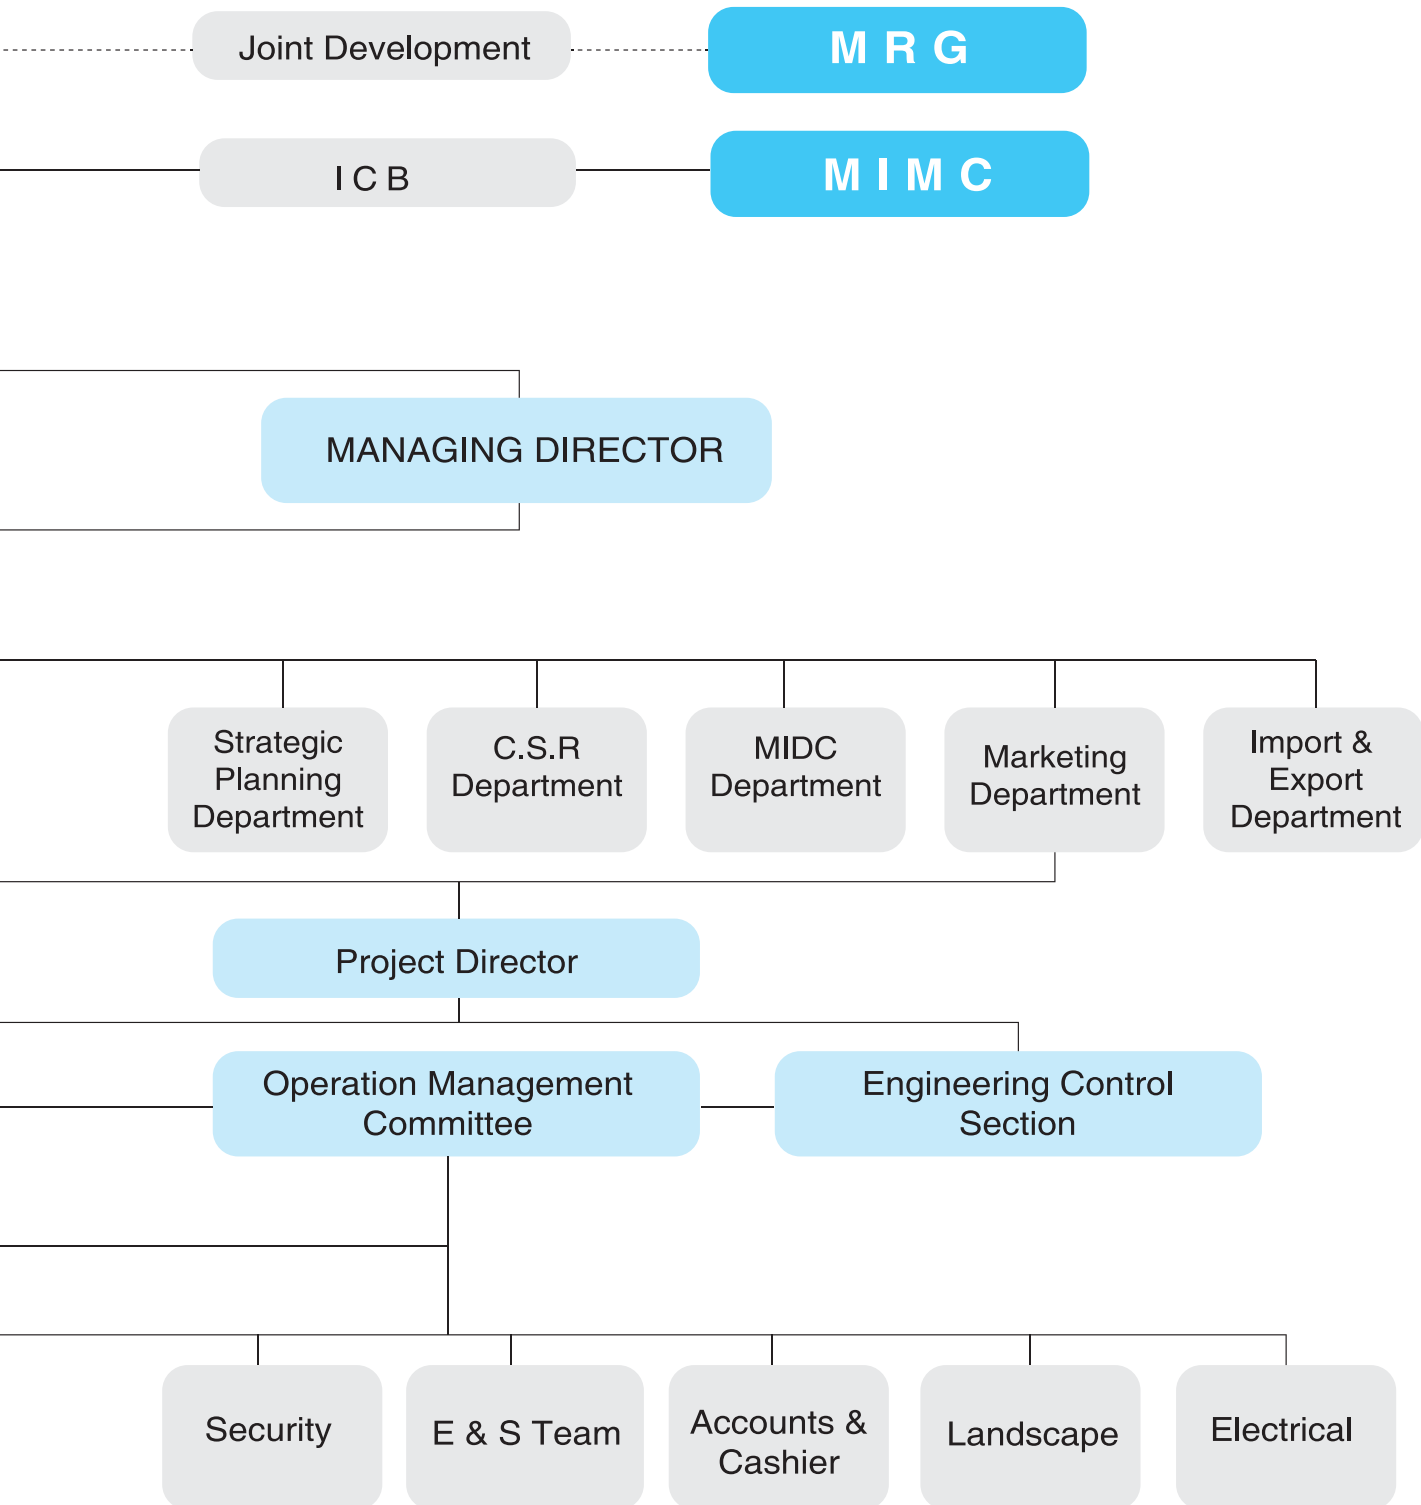 Joint Development
M R G
I C B
M I M C
MANAGING DIRECTOR
Strategic
Planning
Department
C.S.R
Department
MIDC
Department
Marketing
Department
Import &
Export
Department
Project Director
Operation Management
Committee
Engineering Control
Section
Security
E & S Team
Accounts &
Cashier
Landscape
Electrical